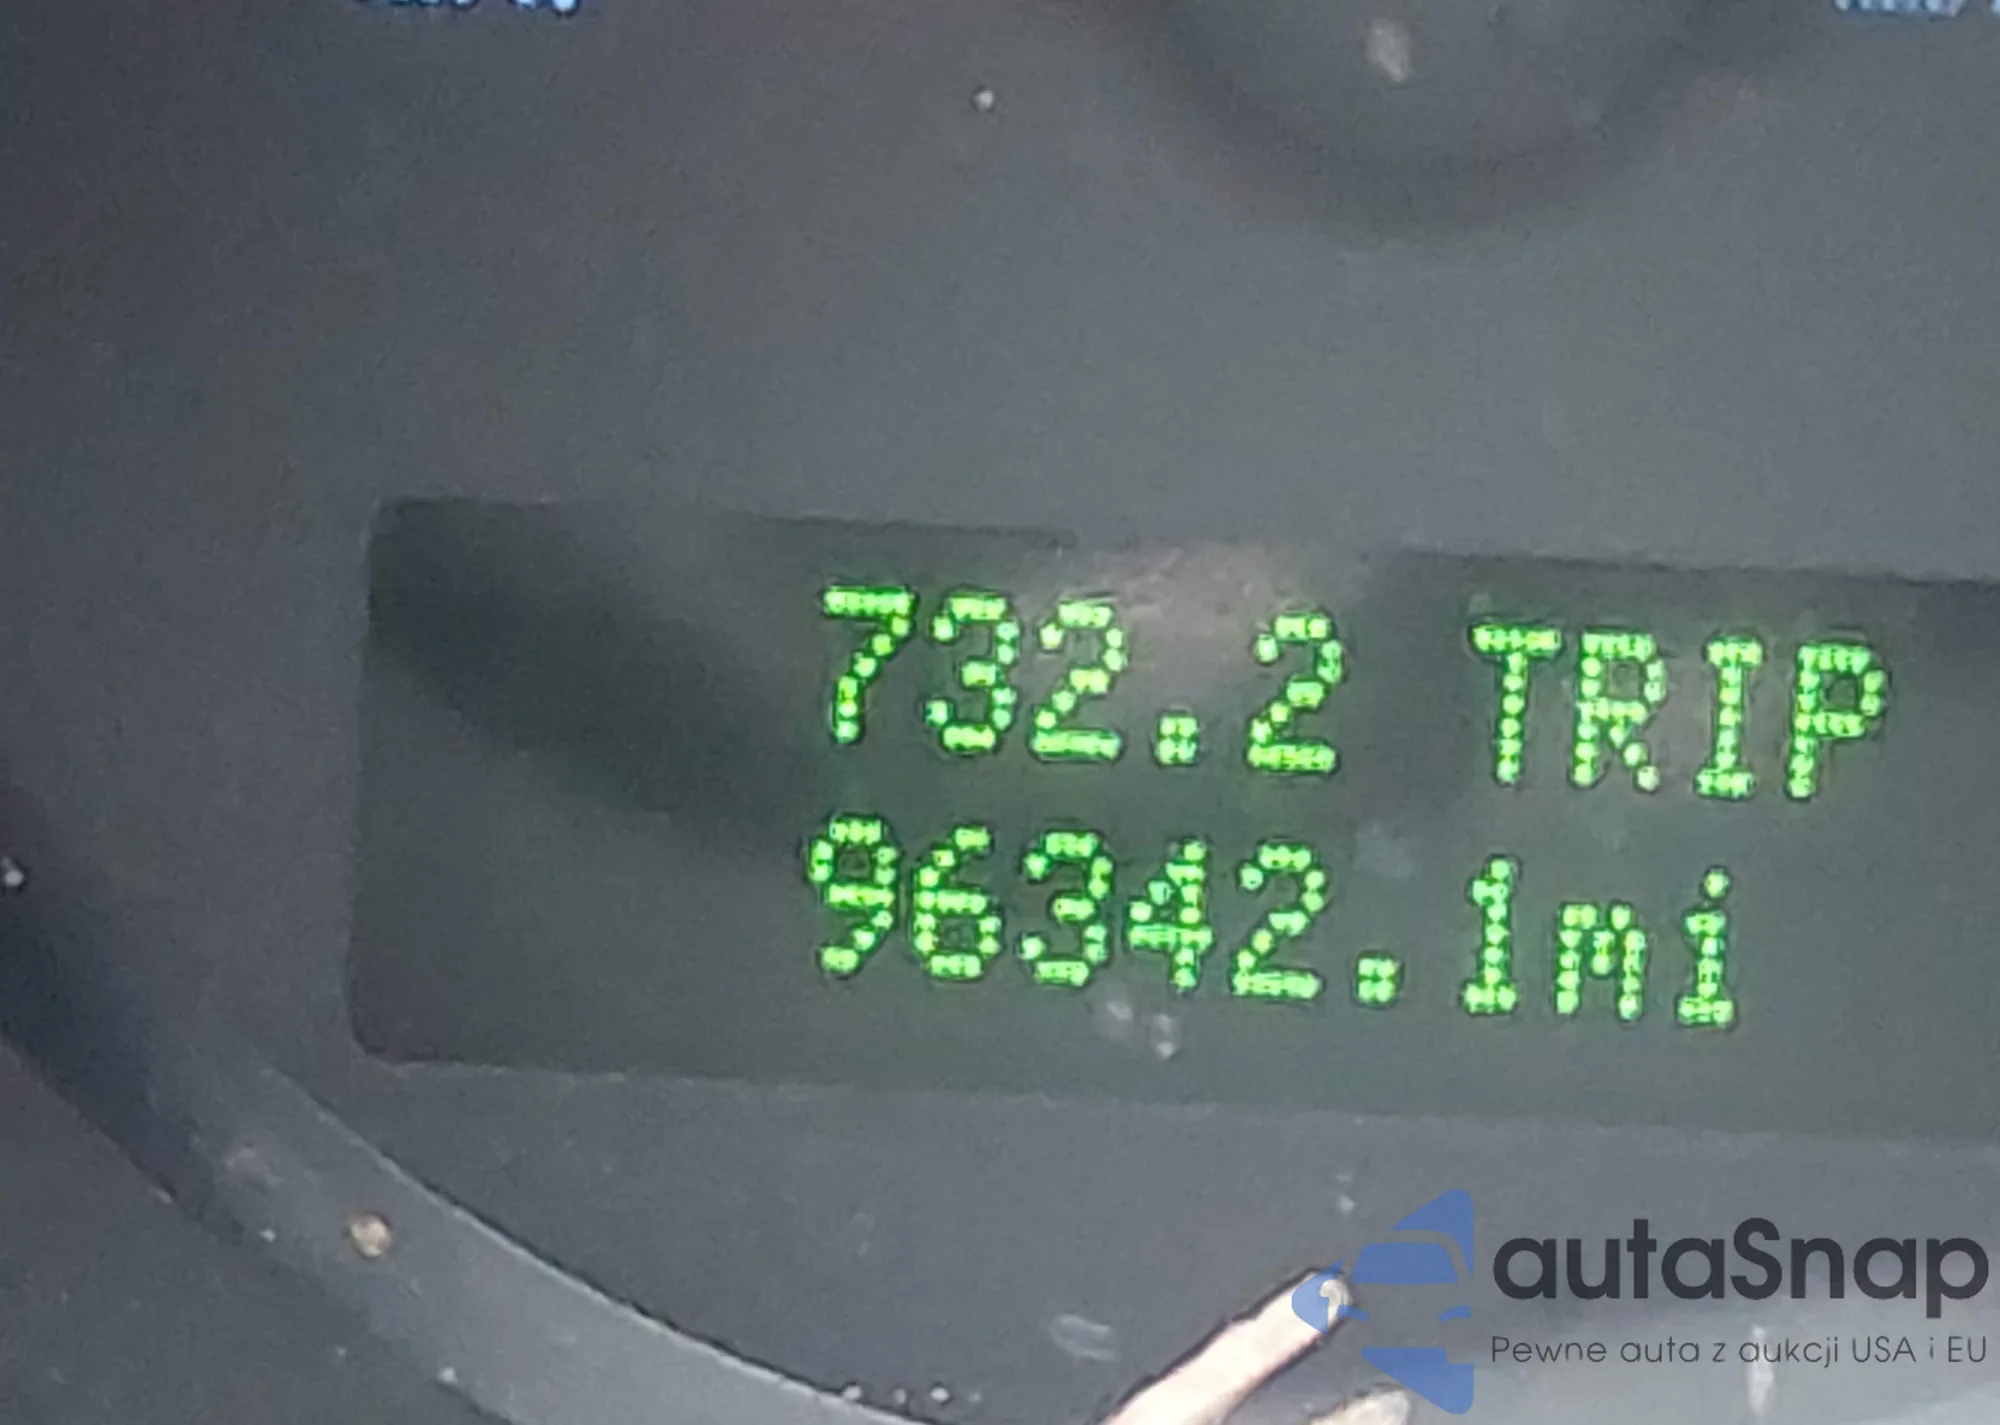 732.2 TRIP
96342.1mi
autaSnap
Pewne auta z aukcji USA i EU